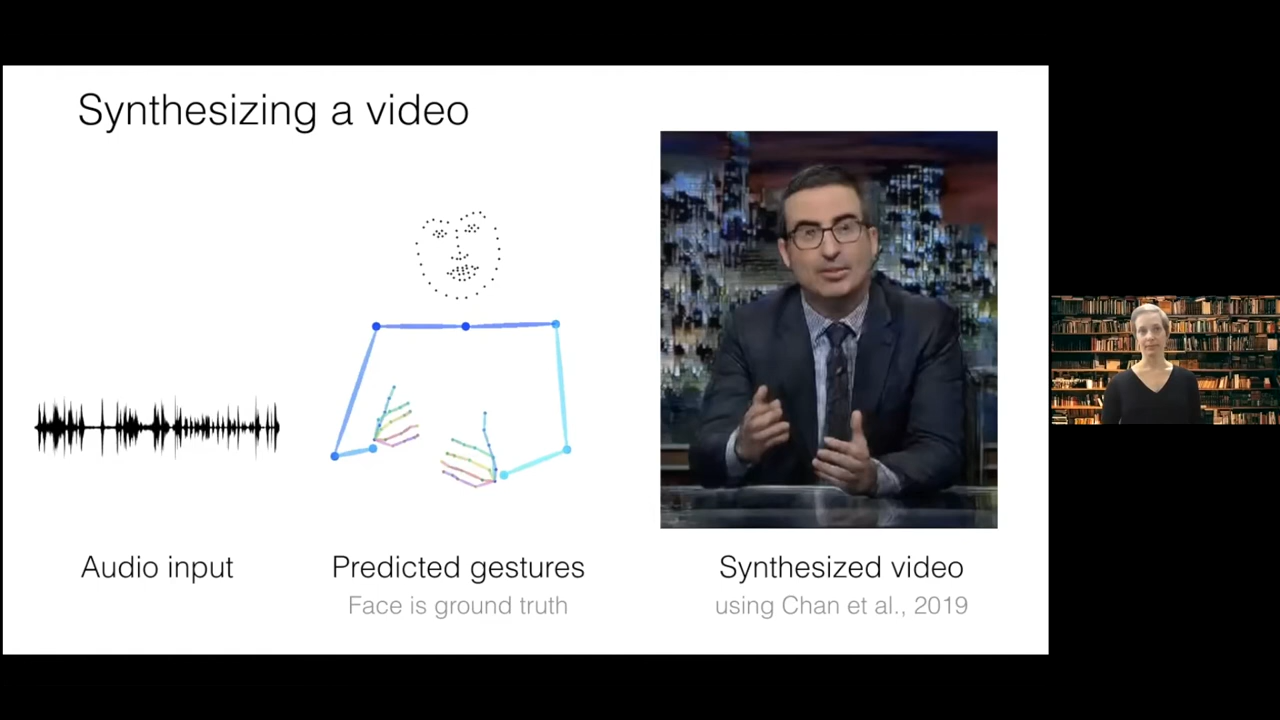 Synthesizing a video
Audio input
Predicted gestures
Face is ground truth
Synthesized video
using Chan et al., 2019